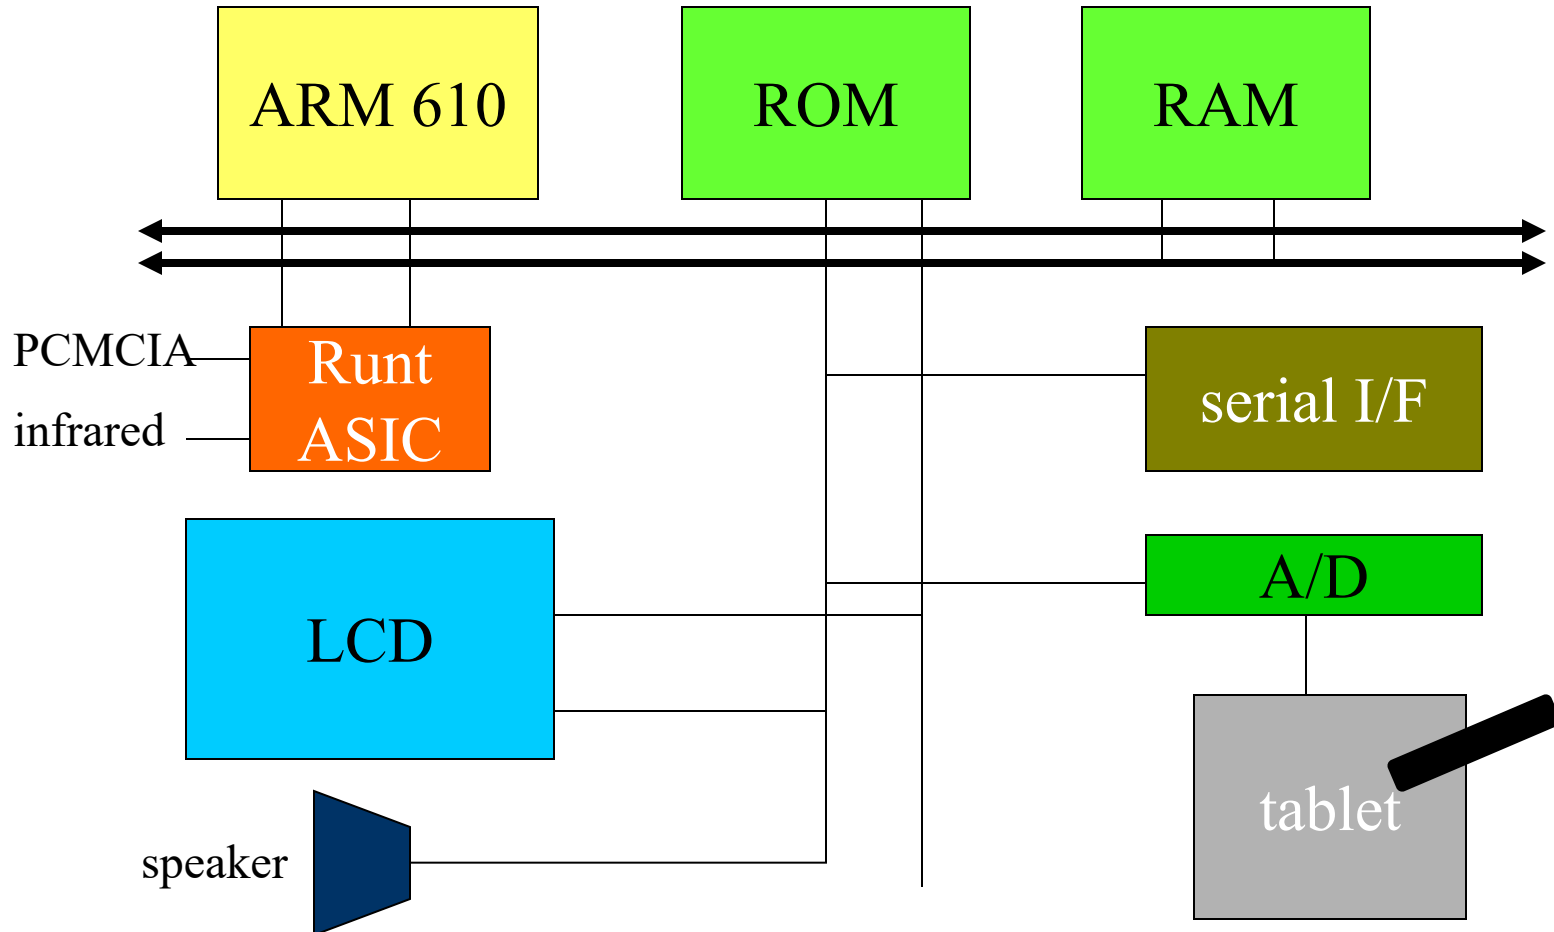 ARM 610
ROM
RAM
PCMCIA
infrared
Runt
ASIC
serial I/F
LCD
A/D
tablet
speaker